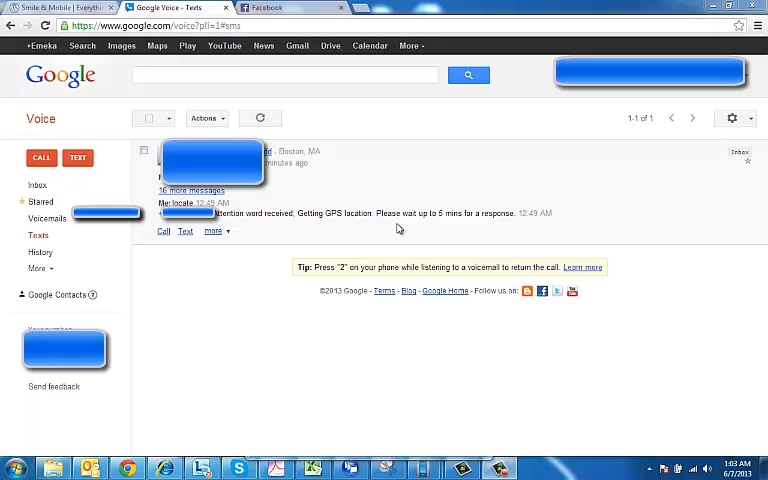 Smile & Mobile | Everythin
Google Voice - Texts
Facebook
https://www.google.com/voice?pli=1#sms
+Emeka Search Images Maps Play YouTube News Gmail Drive Calendar More
Google
Voice
Actions
1-1 of 1
CALL TEXT
- Boston, MA
Inbox
minutes ago
16 more messages
Me: locate 12:49 AM
Attention word received, Getting GPS location. Please wait up to 5 mins for a response. 12:49 AM
Call Text more
Inbox
Starred
Voicemails
Texts
History
More
Google Contacts (?)
Send feedback
Tip: Press "2" on your phone while listening to a voicemail to return the call. Learn more
©2013 Google - Terms - Blog - Google Home - Follow us on:
1:03 AM
6/7/2013